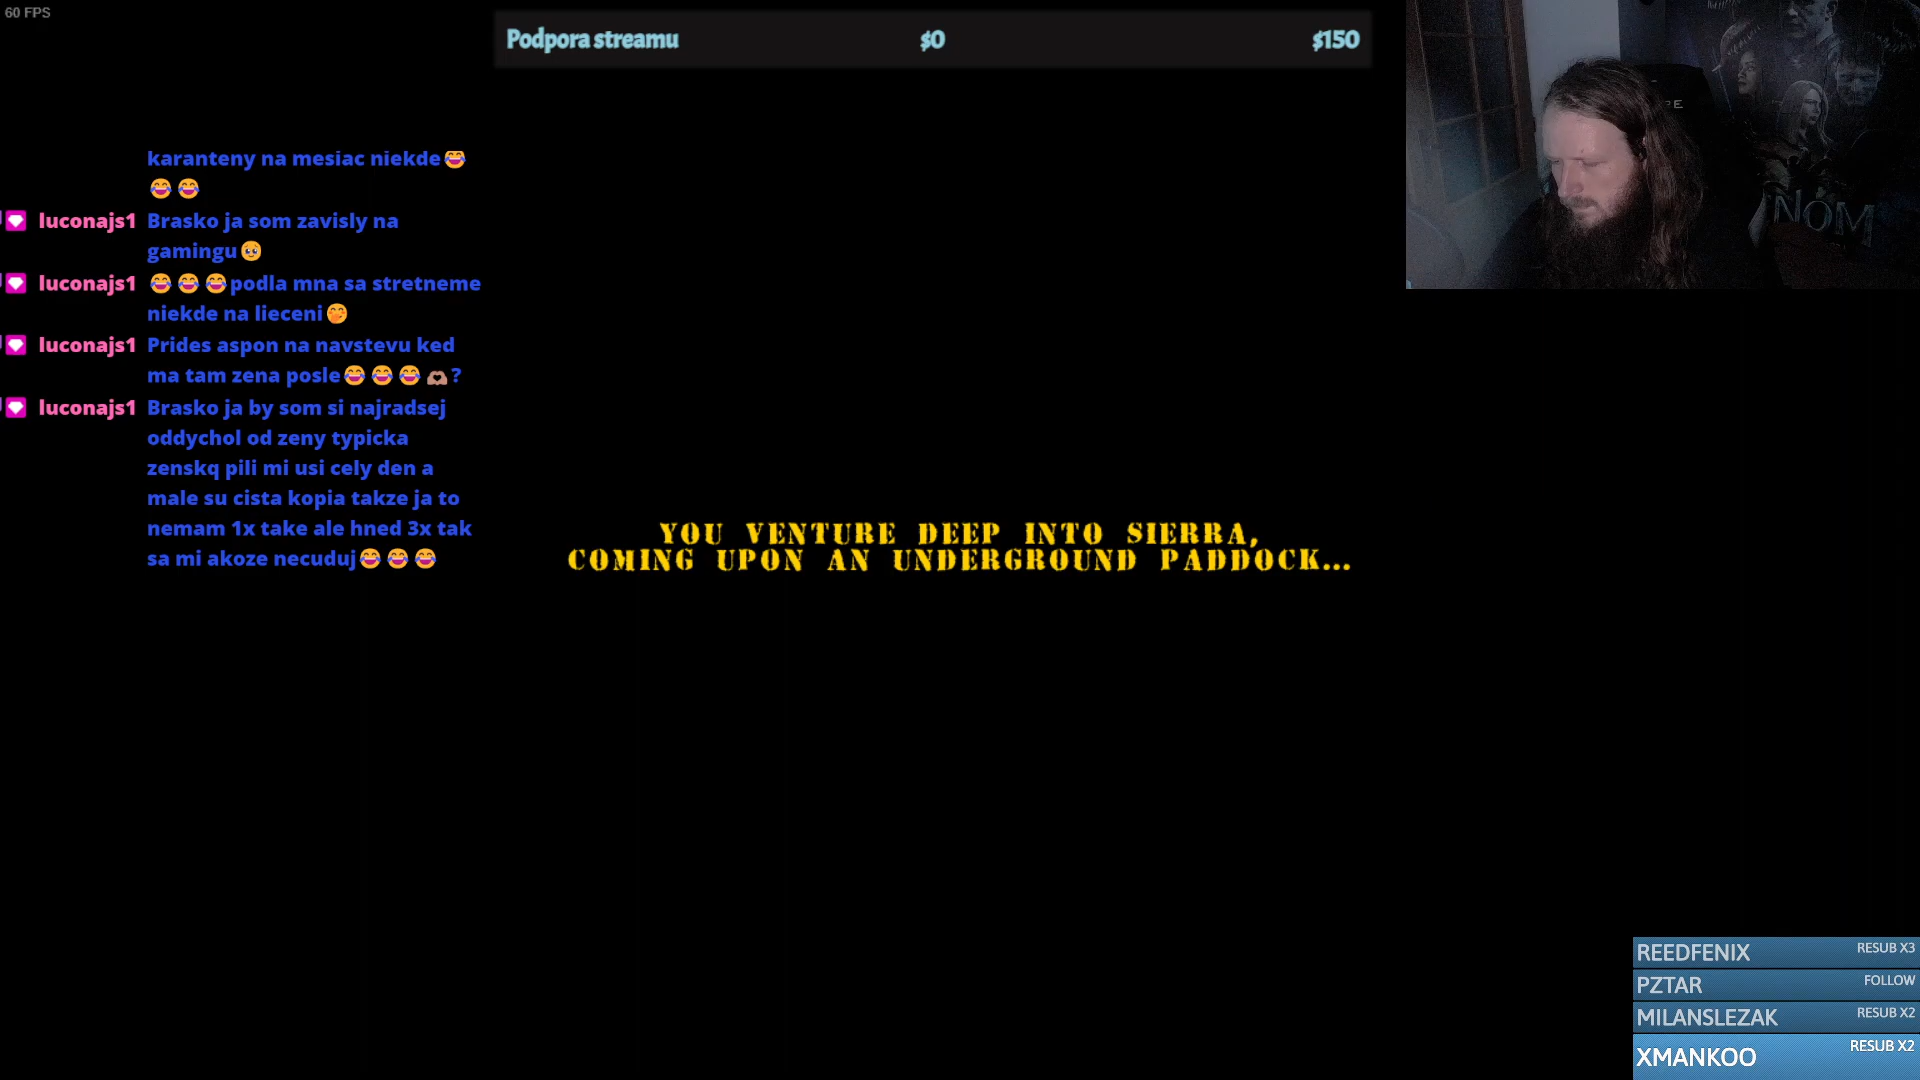 60 FPS
Podpora streamu $0 $150
karanteny na mesiac niekde😂
😂😂
luconajs1 Brasko ja som zavisly na
gamingu🥹
luconajs1 😂😂😂podla mna sa stretneme
niekde na lieceni🤭
luconajs1 Prides aspon na navstevu ked
ma tam zena posle😂😂😂🫶🏽?
luconajs1 Brasko ja by som si najradsej
oddychol od zeny typicka
zenskq pili mi usi cely den a
male su cista kopia takze ja to
nemam 1x take ale hned 3x tak
sa mi akoze necuduj😂😂😂
YOU VENTURE DEEP INTO SIERRA,
COMING UPON AN UNDERGROUND PADDOCK...
NOM
REEDFENIX RESUB X3
PZTAR FOLLOW
MILANSLEZAK RESUB X2
XMANKOO RESUB X2